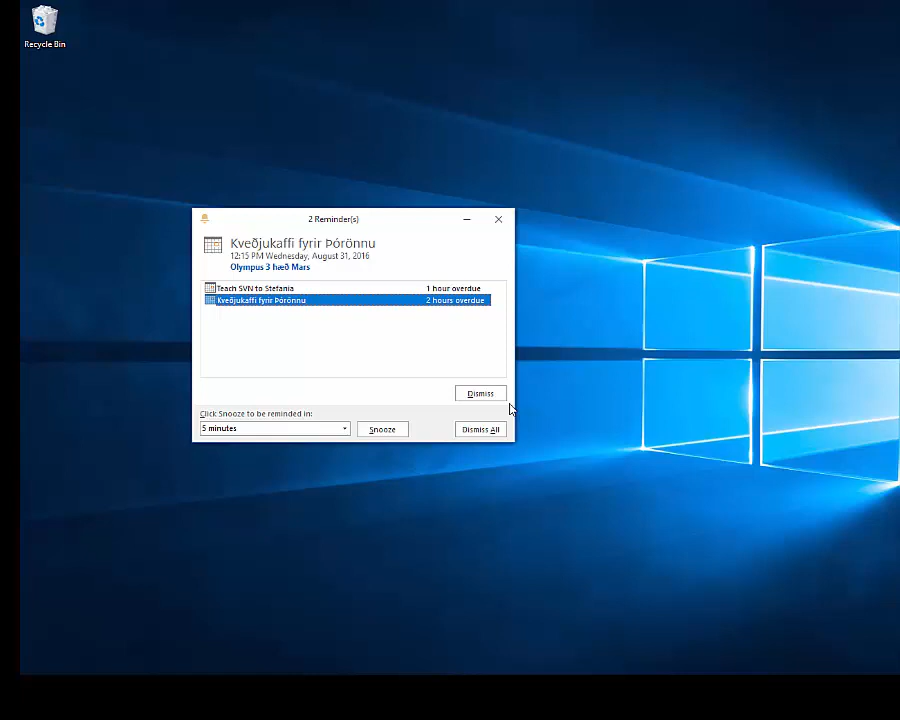 Recycle Bin
2 Reminder(s)
Kveðjukaffi fyrir Þórönnu
12:15 PM Wednesday, August 31, 2016
Olympus 3 hæð Mars
Teach SVN to Stefania 1 hour overdue
Kveðjukaffi fyrir Þórönnu 2 hours overdue
Dismiss
Click Snooze to be reminded in:
5 minutes Snooze Dismiss All